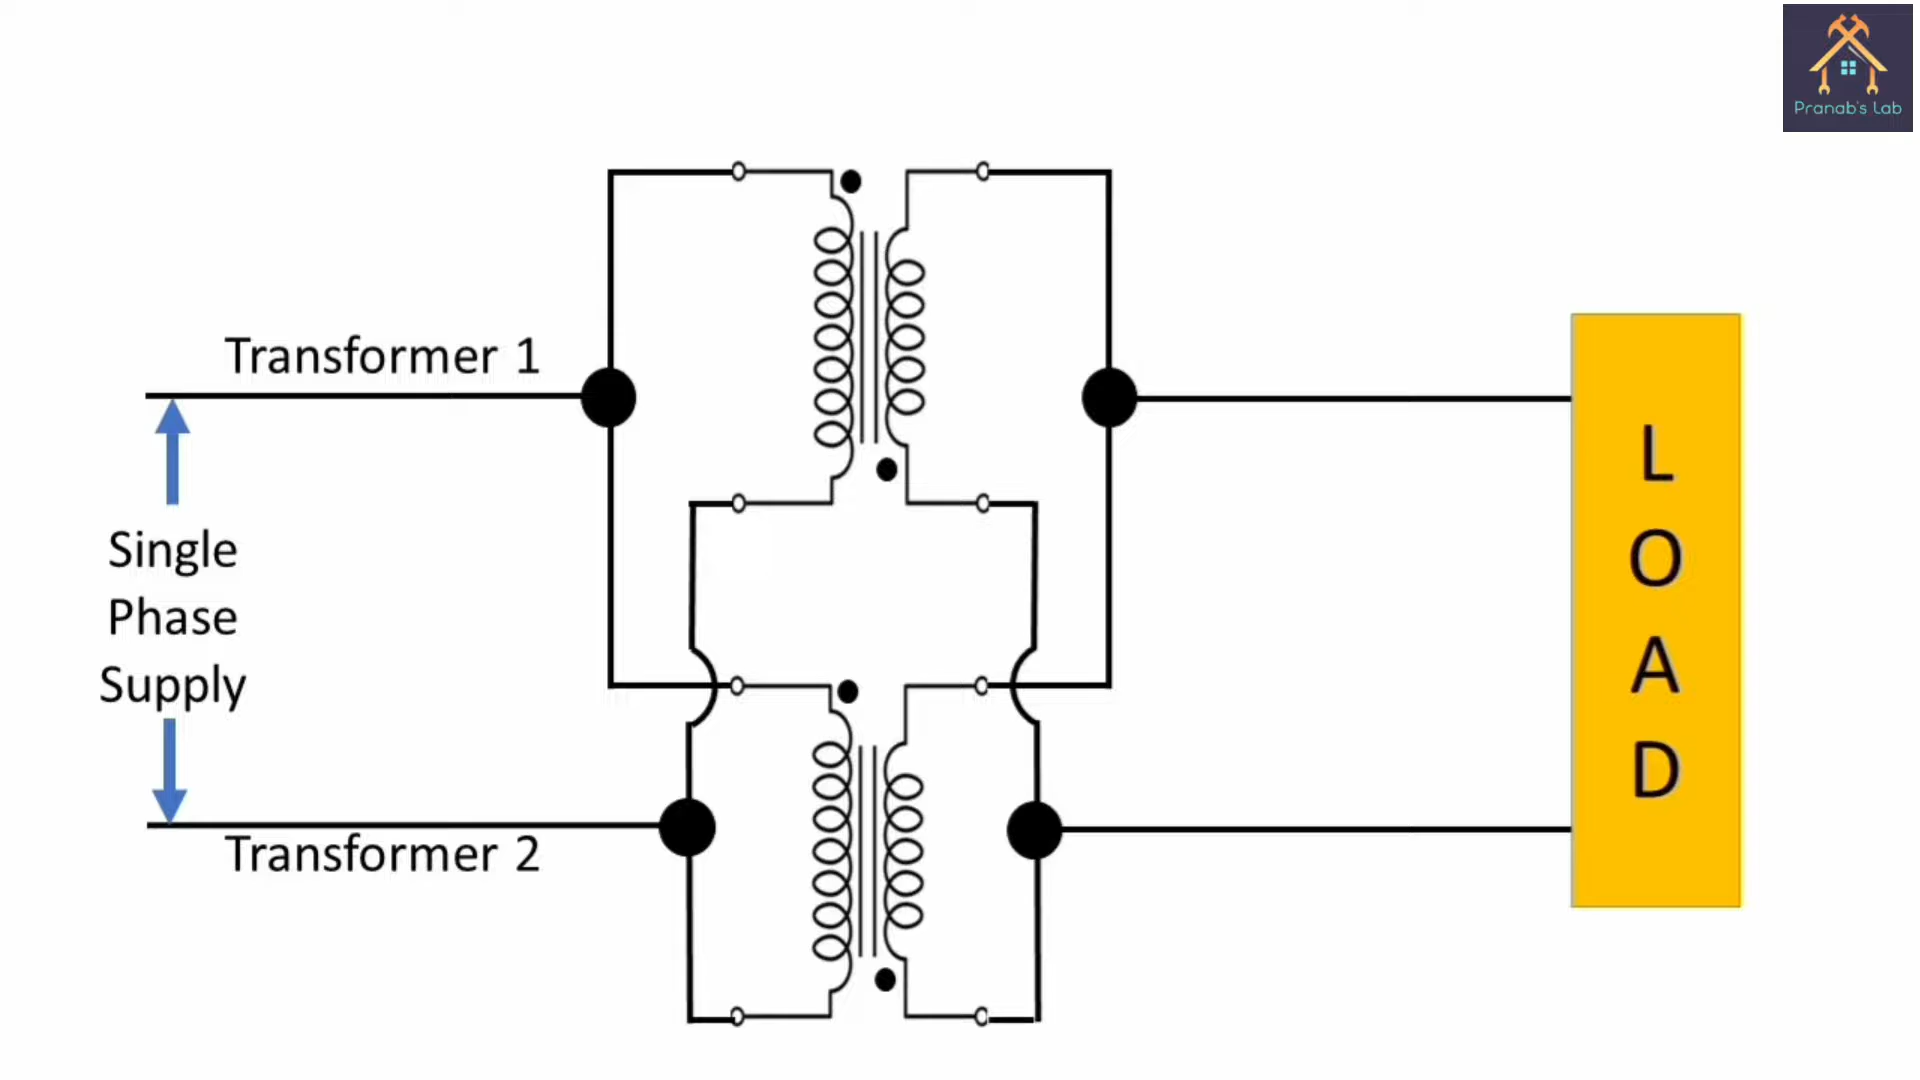 Pranab's Lab
Transformer 1
Single
Phase
Supply
Transformer 2
L
O
A
D